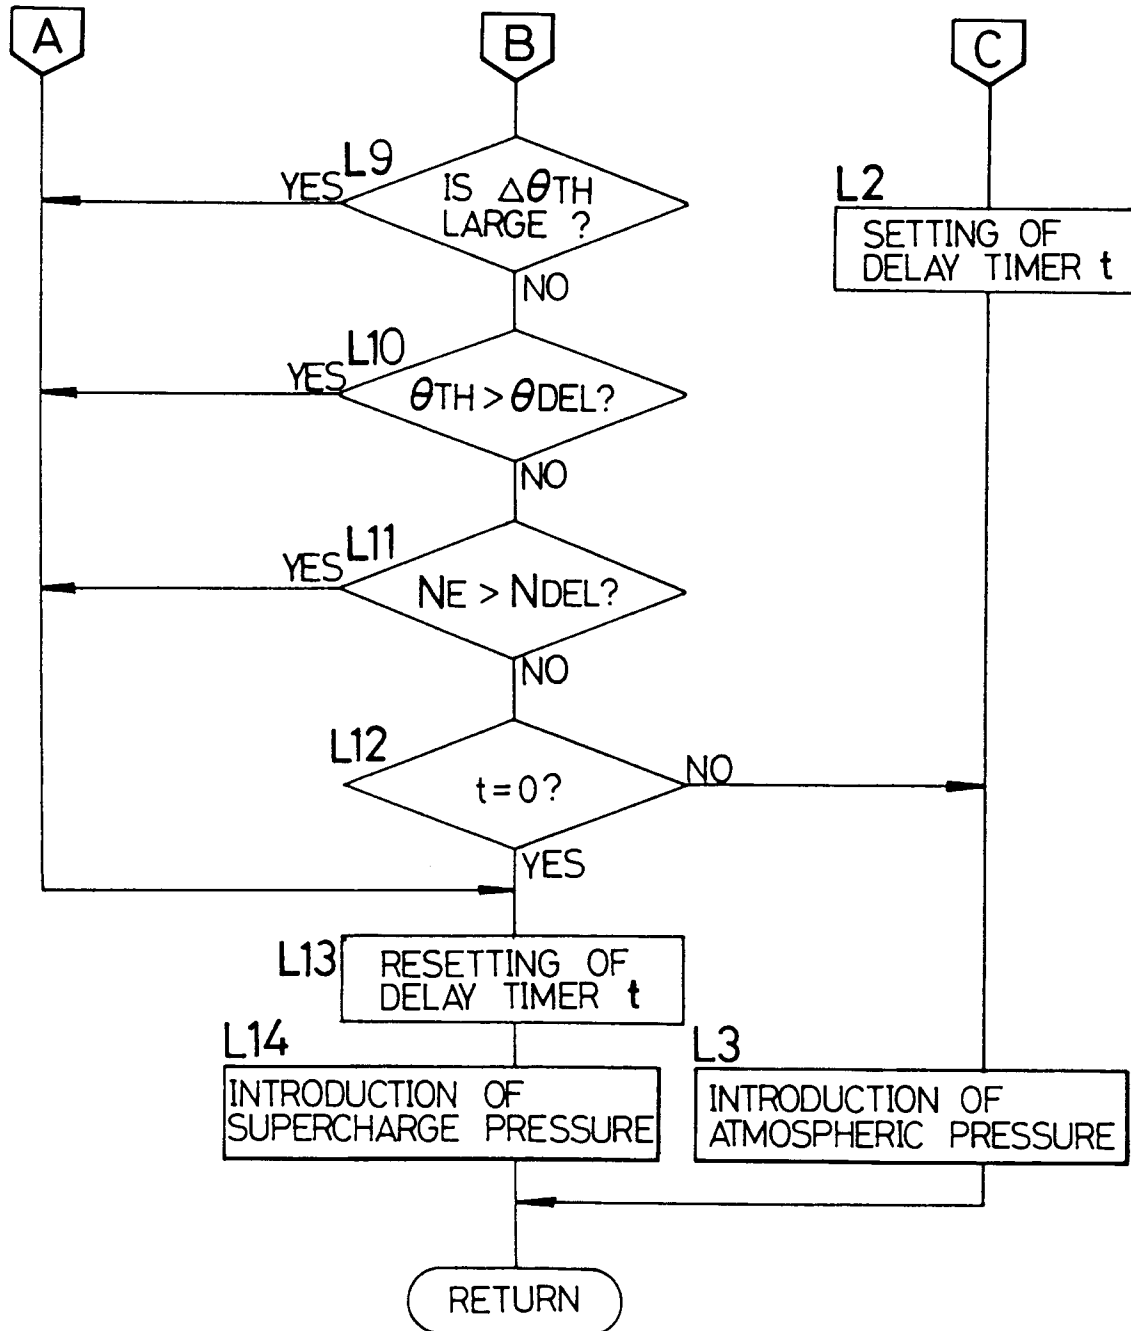 A
B
C
L9
YES
IS ΔθTH
LARGE ?
NO
L2
SETTING OF
DELAY TIMER t
L10
YES
θTH > θDEL?
NO
L11
YES
NE > NDEL?
NO
L12
t=0?
NO
YES
L13
RESETTING OF
DELAY TIMER t
L14
INTRODUCTION OF
SUPERCHARGE PRESSURE
L3
INTRODUCTION OF
ATMOSPHERIC PRESSURE
RETURN